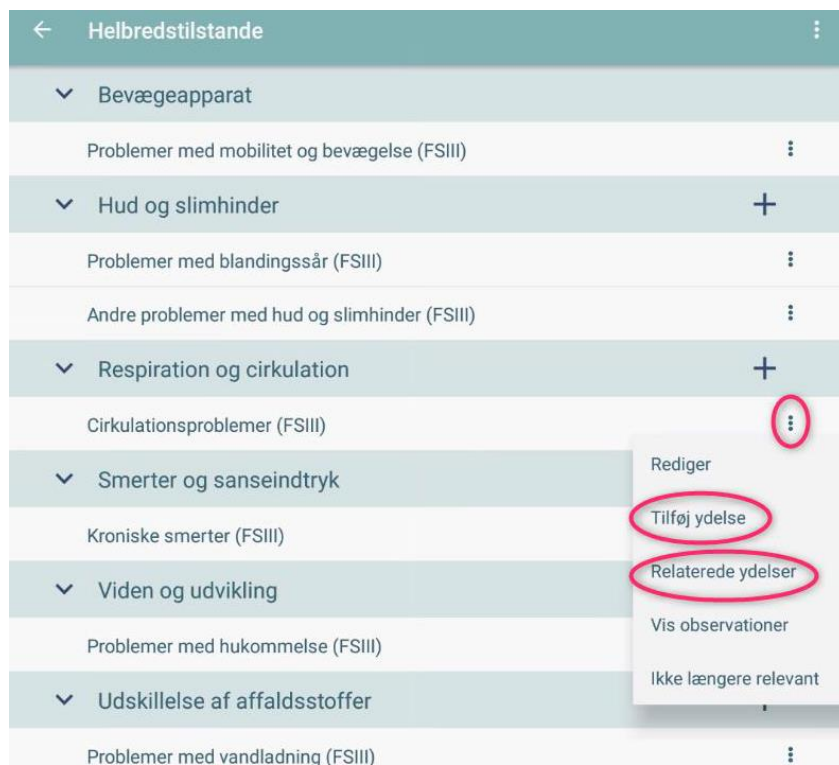 Helbredstilstande
Bevægeapparat
Problemer med mobilitet og bevægelse (FSIII)
Hud og slimhinder
Problemer med blandingssår (FSIII)
Andre problemer med hud og slimhinder (FSIII)
Respiration og cirkulation
Cirkulationsproblemer (FSIII)
Rediger
Smerter og sanseindtryk
Tilføj ydelse
Kroniske smerter (FSIII)
Relaterede ydelser
Viden og udvikling
Vis observationer
Problemer med hukommelse (FSIII)
Ikke længere relevant
Udskillelse af affaldsstoffer
Problemer med vandladning (FSIII)